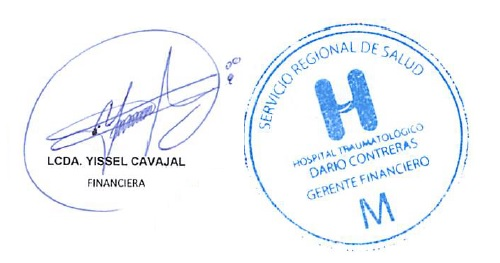 LCDA. YISSEL CAVAJAL
FINANCIERA
SERVICIO REGIONAL DE SALUD
H
HOSPITAL TRAUMATOLÓGICO
DARIO CONTRERAS
GERENTE FINANCIERO
M